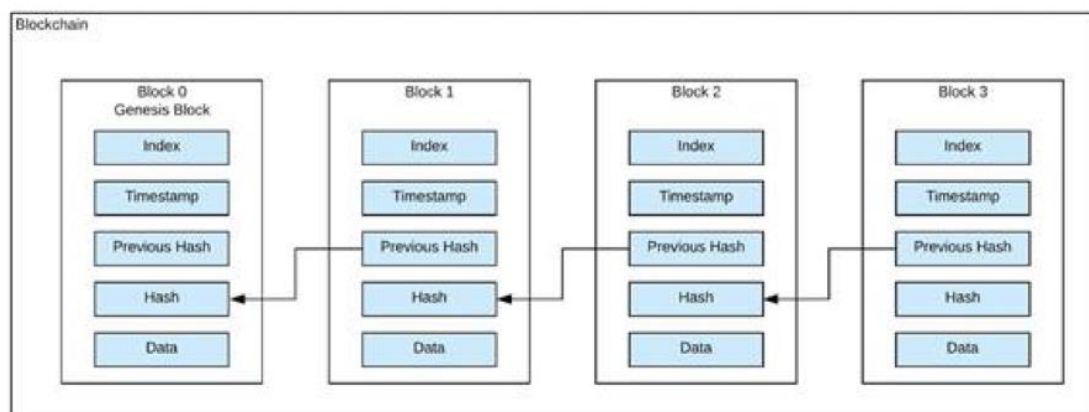 Blockchain
Block 0
Genesis Block
Index
Timestamp
Previous Hash
Hash
Data
Block 1
Index
Timestamp
Previous Hash
Hash
Data
Block 2
Index
Timestamp
Previous Hash
Hash
Data
Block 3
Index
Timestamp
Previous Hash
Hash
Data